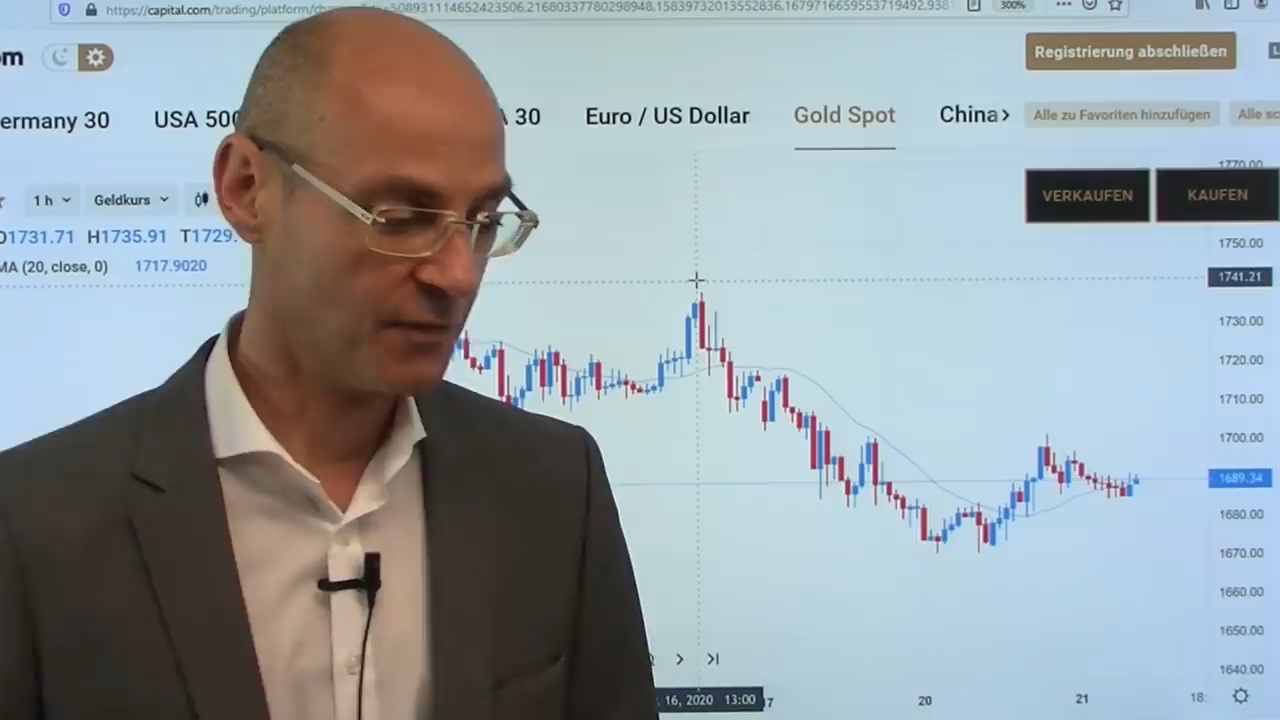 https://capital.com/trading/platform/
300%
om
Registrierung abschließen
ermany 30
USA 500
30
Euro / US Dollar
Gold Spot
China>
Alle zu Favoriten hinzufügen
1770.00
1 h
Geldkurs
VERKAUFEN
KAUFEN
1731.71 H1735.91 T1729.
MA (20, close, 0) 1717.9020
1750.00
1741.21
1730.00
1720.00
1710.00
1700.00
1689.34
1680.00
1670.00
1660.00
1650.00
1640.00
16, 2020 13:00
20
21
18: